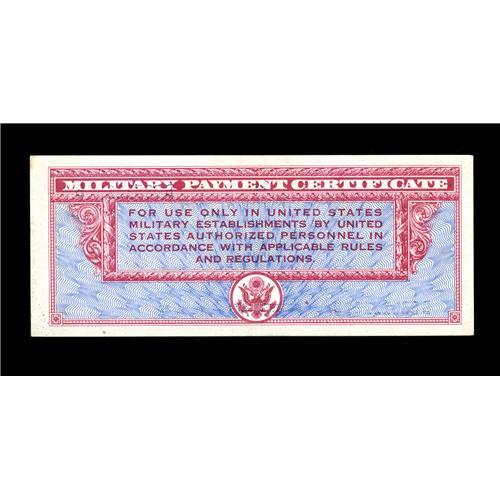 MILITARY PAYMENT CERTIFICATE
FOR USE ONLY IN UNITED STATES
MILITARY ESTABLISHMENTS BY UNITED
STATES AUTHORIZED PERSONNEL IN
ACCORDANCE WITH APPLICABLE RULES
AND REGULATIONS.